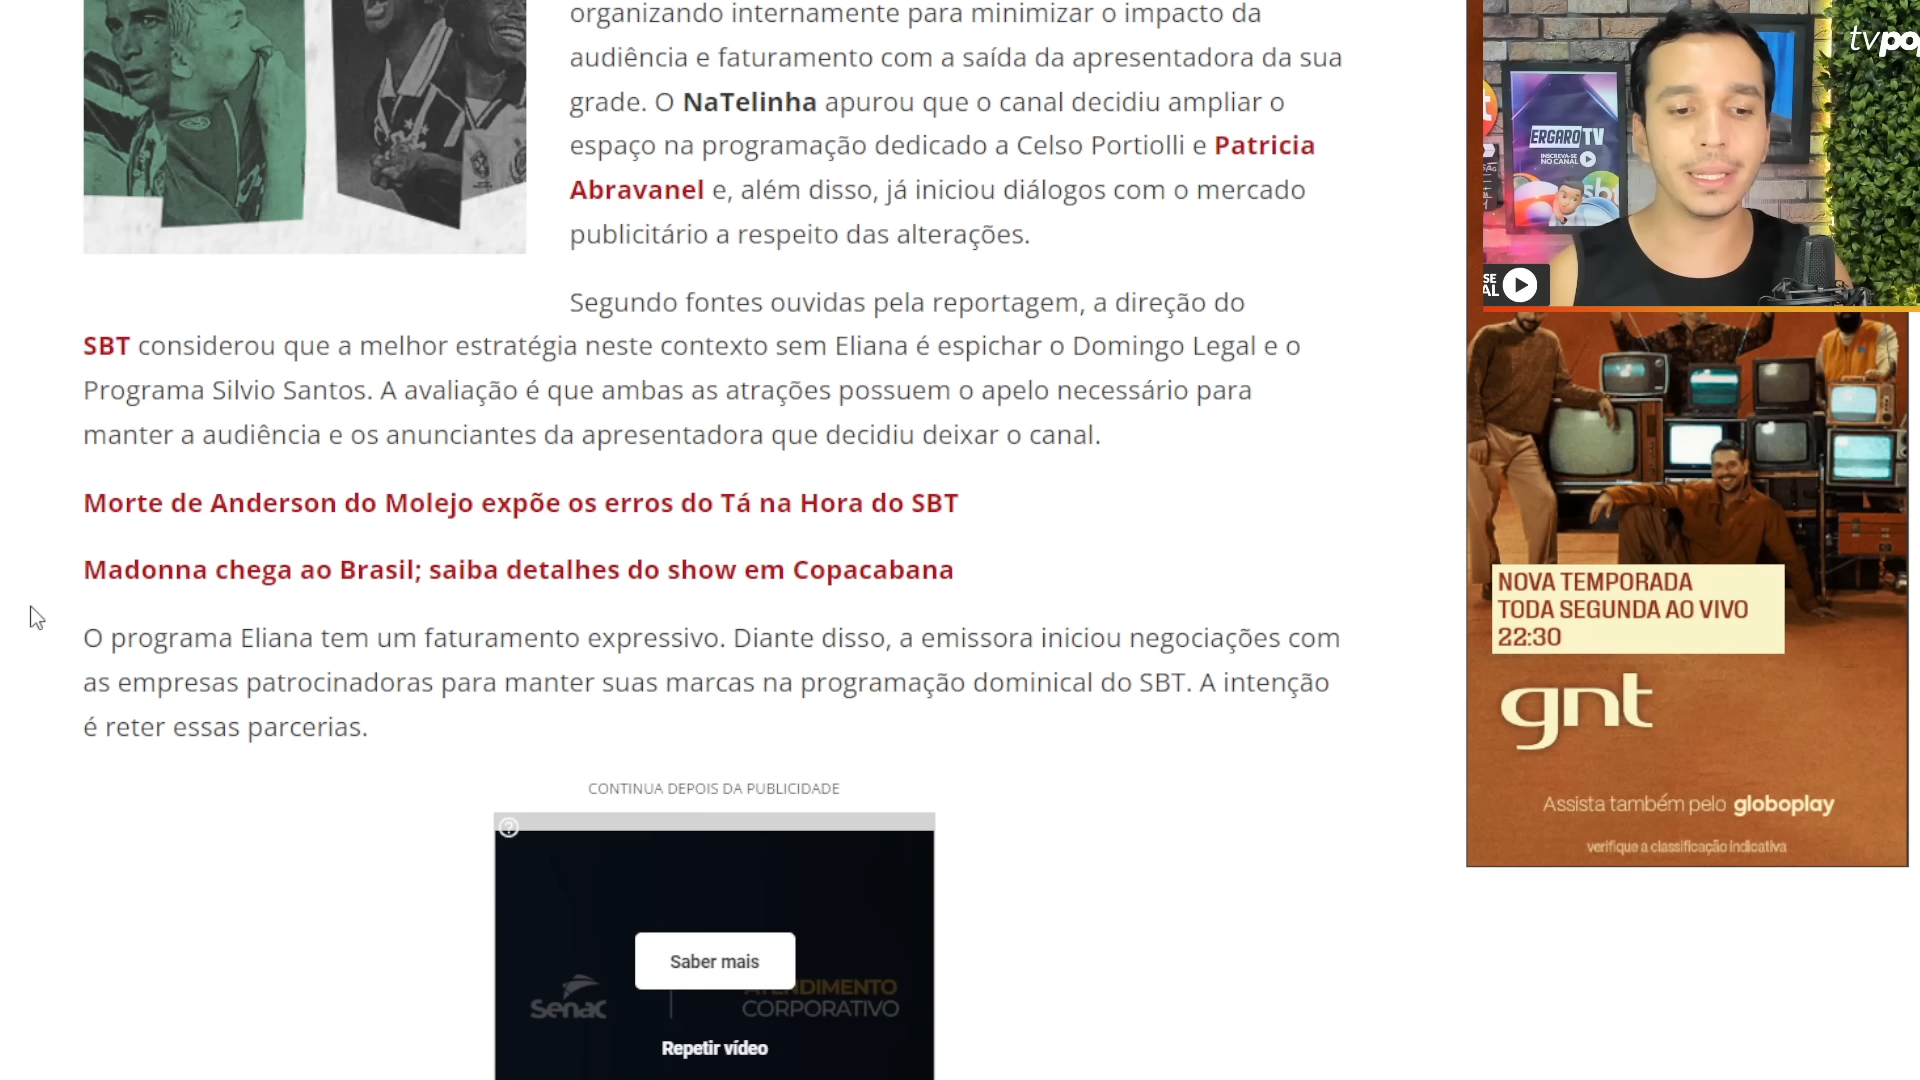 organizando internamente para minimizar o impacto da
audiência e faturamento com a saída da apresentadora da sua
grade. O NaTelinha apurou que o canal decidiu ampliar o
espaço na programação dedicado a Celso Portiolli e Patricia
Abravanel e, além disso, já iniciou diálogos com o mercado
publicitário a respeito das alterações.
Segundo fontes ouvidas pela reportagem, a direção do
SBT considerou que a melhor estratégia neste contexto sem Eliana é espichar o Domingo Legal e o
Programa Silvio Santos. A avaliação é que ambas as atrações possuem o apelo necessário para
manter a audiência e os anunciantes da apresentadora que decidiu deixar o canal.
Morte de Anderson do Molejo expõe os erros do Tá na Hora do SBT
Madonna chega ao Brasil; saiba detalhes do show em Copacabana
O programa Eliana tem um faturamento expressivo. Diante disso, a emissora iniciou negociações com
as empresas patrocinadoras para manter suas marcas na programação dominical do SBT. A intenção
é reter essas parcerias.
CONTINUA DEPOIS DA PUBLICIDADE
Saber mais
Senac
CORPORATIVO
Repetir vídeo
tvpo
ERGAROTV
INSCREVA-SE
NO CANAL
sbt
SE
AL
NOVA TEMPORADA
TODA SEGUNDA AO VIVO
22:30
gnt
Assista também pelo globoplay
verifique a classificação indicativa